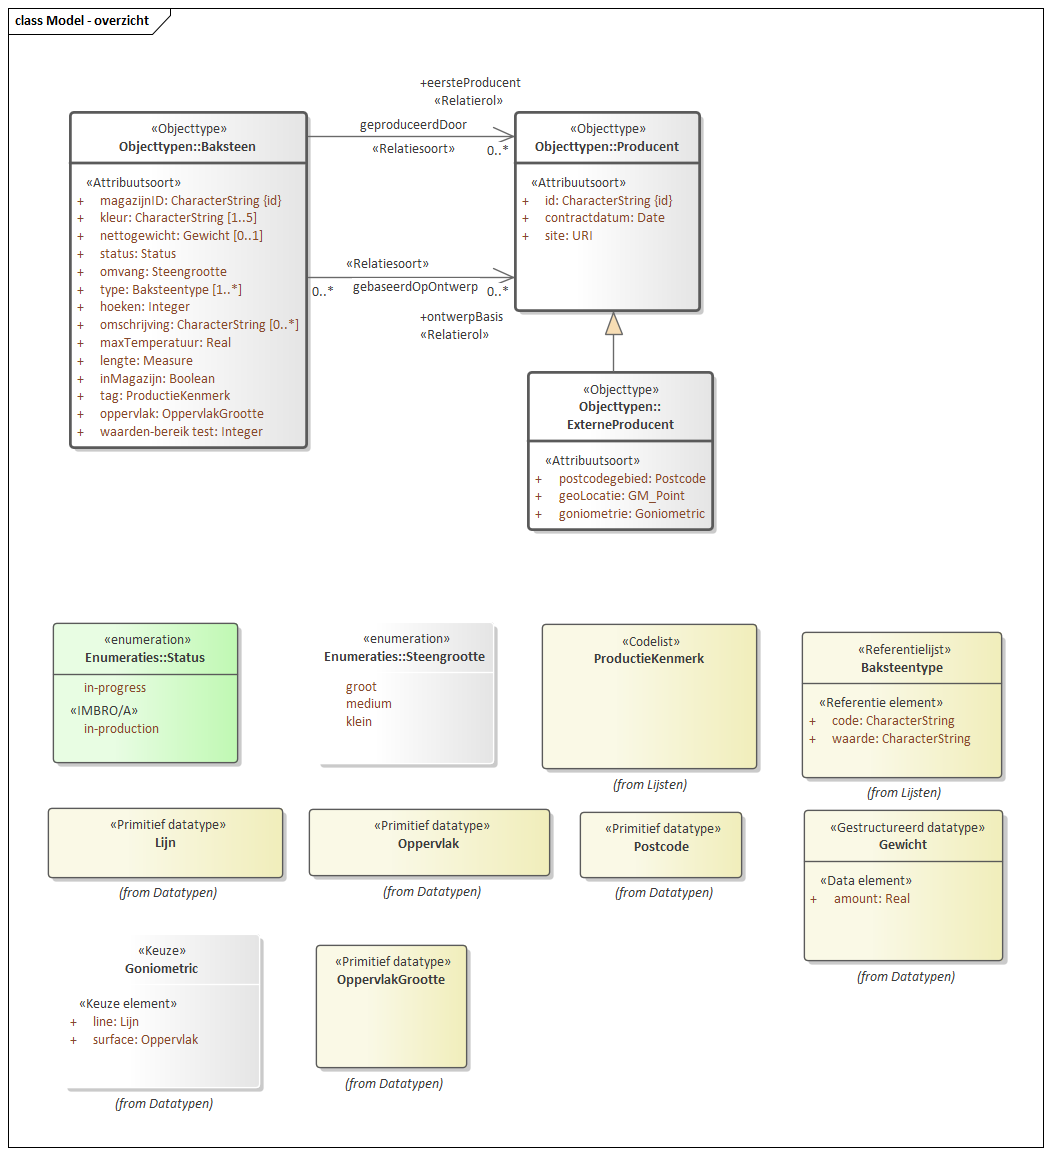 class Model - overzicht
+eersteProducent
«Relatierol»
geproduceerdDoor
«Relatiesoort»
0..*
«Objecttype»
Objecttypen::Baksteen
«Attribuutsoort»
+ magazijnID: CharacterString {id}
+ kleur: CharacterString [1..5]
+ nettogewicht: Gewicht [0..1]
+ status: Status
+ omvang: Steengrootte
+ type: Baksteentype [1..*]
+ hoeken: Integer
+ omschrijving: CharacterString [0..*]
+ maxTemperatuur: Real
+ lengte: Measure
+ inMagazijn: Boolean
+ tag: ProductieKenmerk
+ oppervlak: OppervlakGrootte
+ waarden-bereik test: Integer
«Objecttype»
Objecttypen::Producent
«Attribuutsoort»
+ id: CharacterString {id}
+ contractdatum: Date
+ site: URI
«Relatiesoort»
0..*
gebaseerdOpOntwerp
0..*
+ontwerpBasis
«Relatierol»
«Objecttype»
Objecttypen::
ExterneProducent
«Attribuutsoort»
+ postcodegebied: Postcode
+ geoLocatie: GM_Point
+ goniometrie: Goniometric
«enumeration»
Enumeraties::Status
in-progress
«IMBRO/A»
in-production
«enumeration»
Enumeraties::Steengrootte
groot
medium
klein
«Codelist»
ProductieKenmerk
(from Lijsten)
«Referentielijst»
Baksteentype
«Referentie element»
+ code: CharacterString
+ waarde: CharacterString
(from Lijsten)
«Primitief datatype»
Lijn
(from Datatypen)
«Primitief datatype»
Oppervlak
(from Datatypen)
«Primitief datatype»
Postcode
(from Datatypen)
«Gestructureerd datatype»
Gewicht
«Data element»
+ amount: Real
(from Datatypen)
«Keuze»
Goniometric
«Keuze element»
+ line: Lijn
+ surface: Oppervlak
(from Datatypen)
«Primitief datatype»
OppervlakGrootte
(from Datatypen)